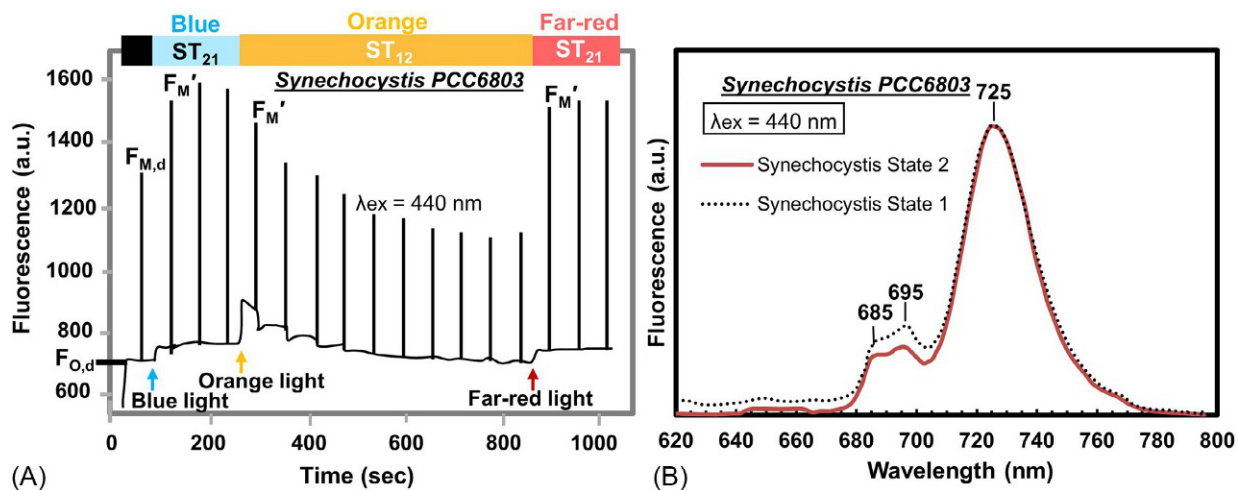 Blue Orange Far-red
ST21 ST12 ST21
Synechocystis PCC6803
Fluorescence (a.u.)
1600
1400
1200
1000
800
600
FO,d
FM,d
FM′
FM′
FM′
λex = 440 nm
Blue light
Orange light
Far-red light
0 200 400 600 800 1000
Time (sec)
(A)
Synechocystis PCC6803
λex = 440 nm
Synechocystis State 2
Synechocystis State 1
725
685
695
Fluorescence (a.u.)
620 640 660 680 700 720 740 760 780 800
Wavelength (nm)
(B)